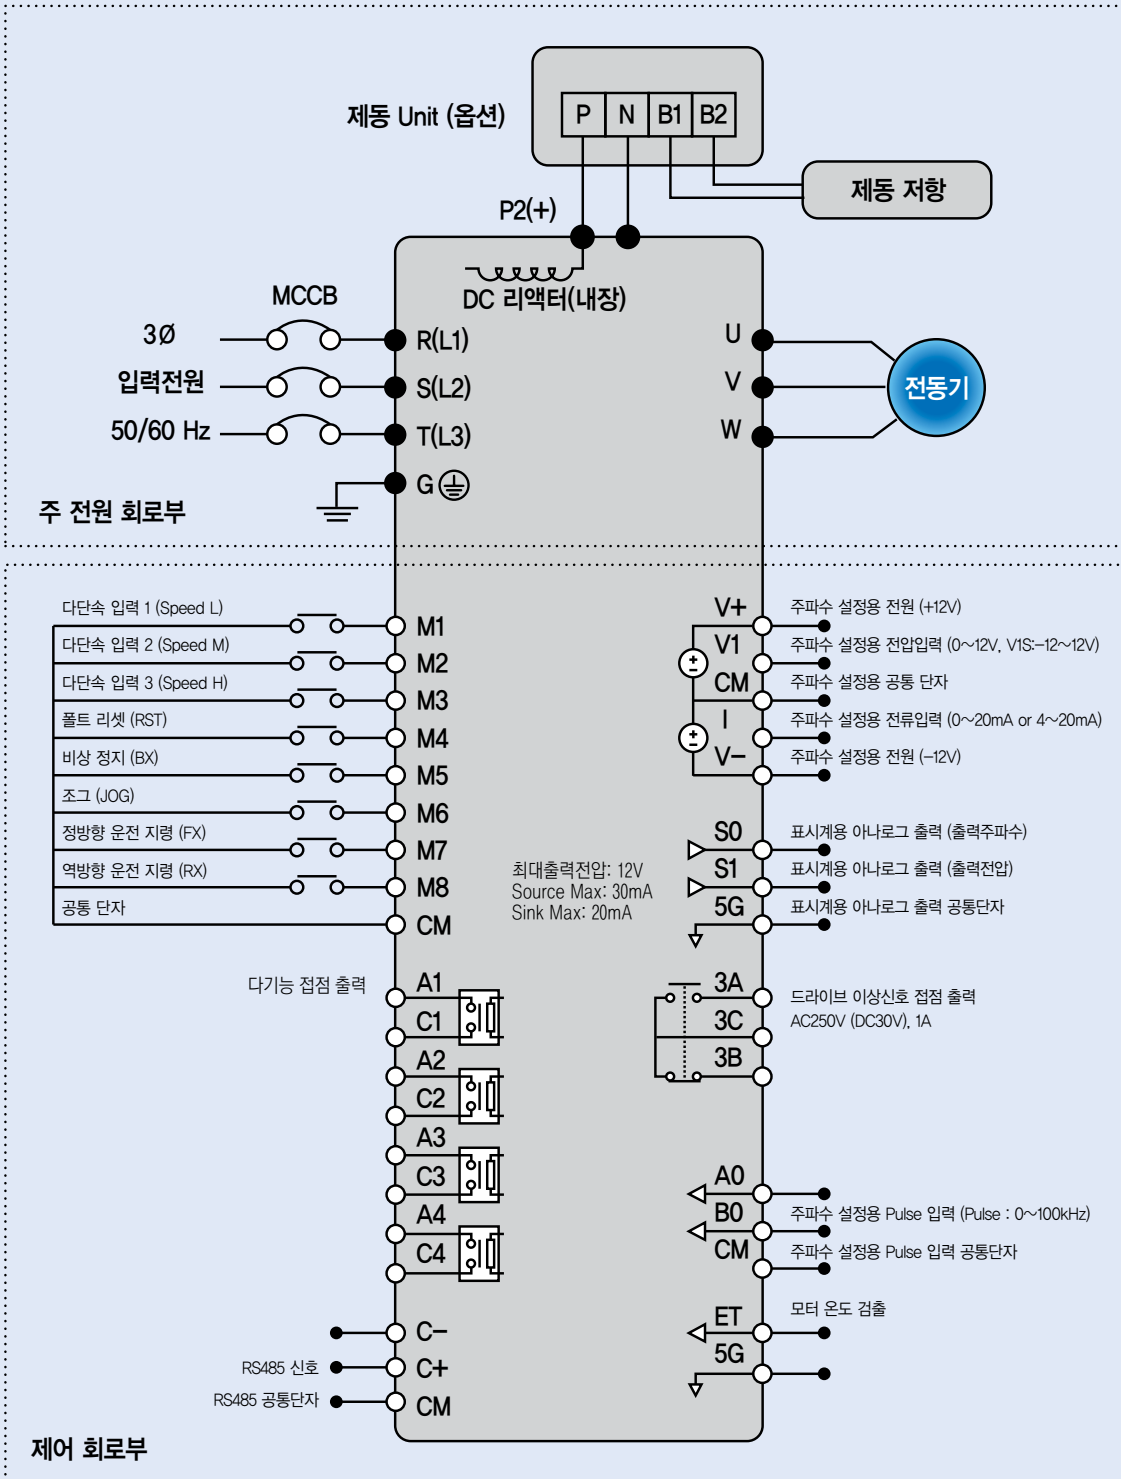 제동 Unit (옵션)
P N B1 B2
제동 저항
P2(+)
DC 리액터(내장)
MCCB
3Ø
입력전원
50/60 Hz
R(L1)
S(L2)
T(L3)
G
U
V
W
전동기
주 전원 회로부
다단속 입력 1 (Speed L)
M1
다단속 입력 2 (Speed M)
M2
다단속 입력 3 (Speed H)
M3
폴트 리셋 (RST)
M4
비상 정지 (BX)
M5
조그 (JOG)
M6
정방향 운전 지령 (FX)
M7
역방향 운전 지령 (RX)
M8
공통 단자
CM
V+
주파수 설정용 전원 (+12V)
V1
주파수 설정용 전압입력 (0~12V, V1S:-12~12V)
CM
주파수 설정용 공통 단자
I
주파수 설정용 전류입력 (0~20mA or 4~20mA)
V-
주파수 설정용 전원 (-12V)
최대출력전압: 12V
Source Max: 30mA
Sink Max: 20mA
S0
표시계용 아나로그 출력 (출력주파수)
S1
표시계용 아나로그 출력 (출력전압)
5G
표시계용 아나로그 출력 공통단자
다기능 접점 출력
A1
C1
A2
C2
A3
C3
A4
C4
3A
드라이브 이상신호 접점 출력
3C
AC250V (DC30V), 1A
3B
A0
B0
주파수 설정용 Pulse 입력 (Pulse : 0~100kHz)
CM
주파수 설정용 Pulse 입력 공통단자
ET
모터 온도 검출
5G
C-
RS485 신호
C+
RS485 공통단자
CM
제어 회로부